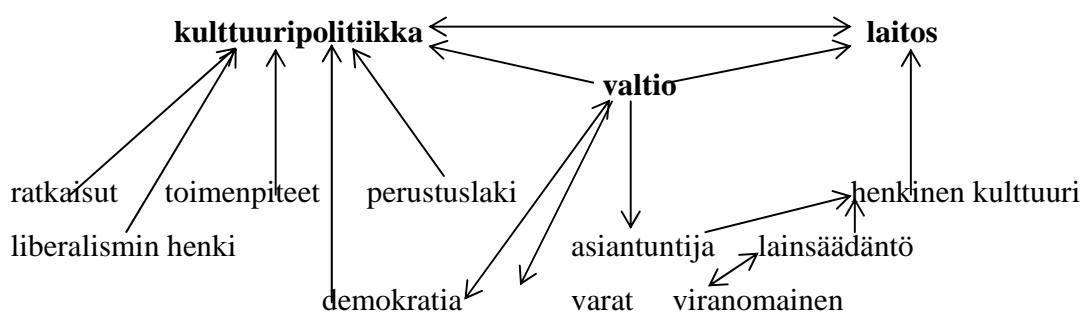 kulttuuripolitiikka laitos
valtio
ratkaisut toimenpiteet perustuslaki henkinen kulttuuri
liberalismin henki asiantuntija lainsäädäntö
demokratia varat viranomainen